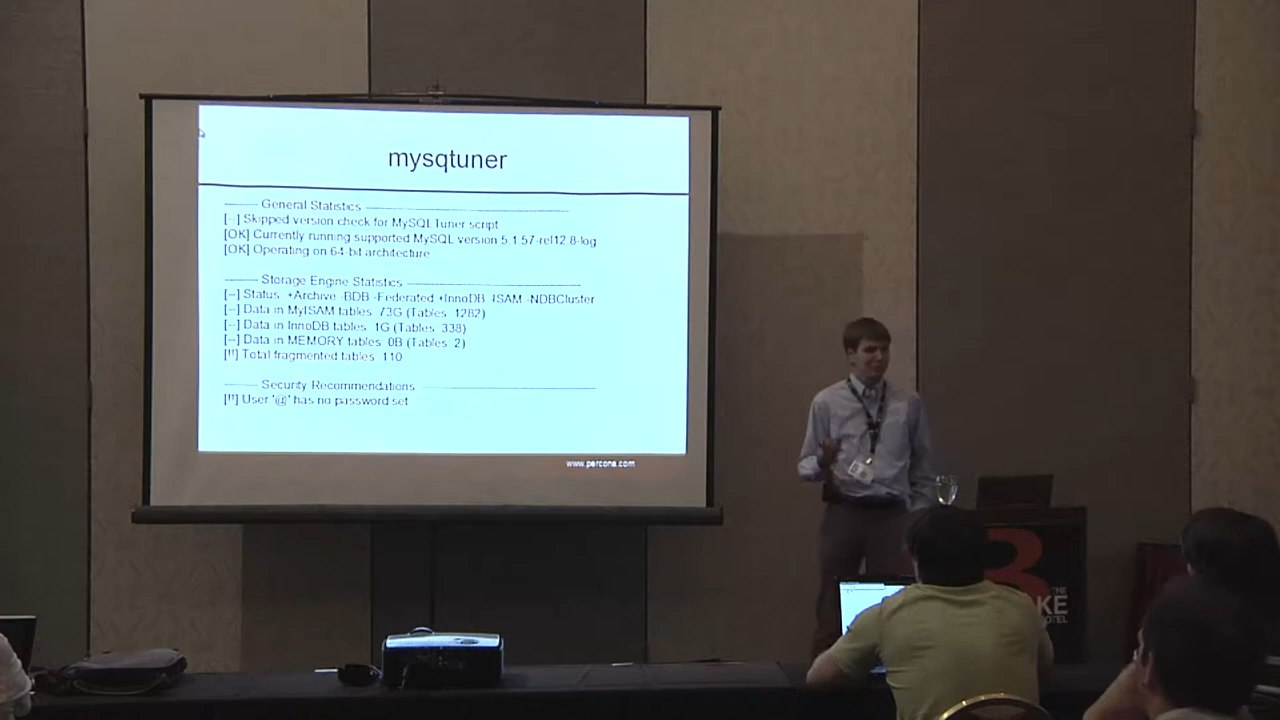 mysqtuner
-------- General Statistics --------
[--] Skipped version check for MySQLTuner script
[OK] Currently running supported MySQL version 5.1.57-rel12.8-log
[OK] Operating on 64-bit architecture
-------- Storage Engine Statistics --------
[--] Status: +Archive -BDB -Federated +InnoDB -ISAM -NDBCluster
[--] Data in MyISAM tables: 73G (Tables: 1282)
[--] Data in InnoDB tables: 1G (Tables: 338)
[--] Data in MEMORY tables: 0B (Tables: 2)
[!!] Total fragmented tables: 110
-------- Security Recommendations --------
[!!] User '@' has no password set
www.percona.com
THE